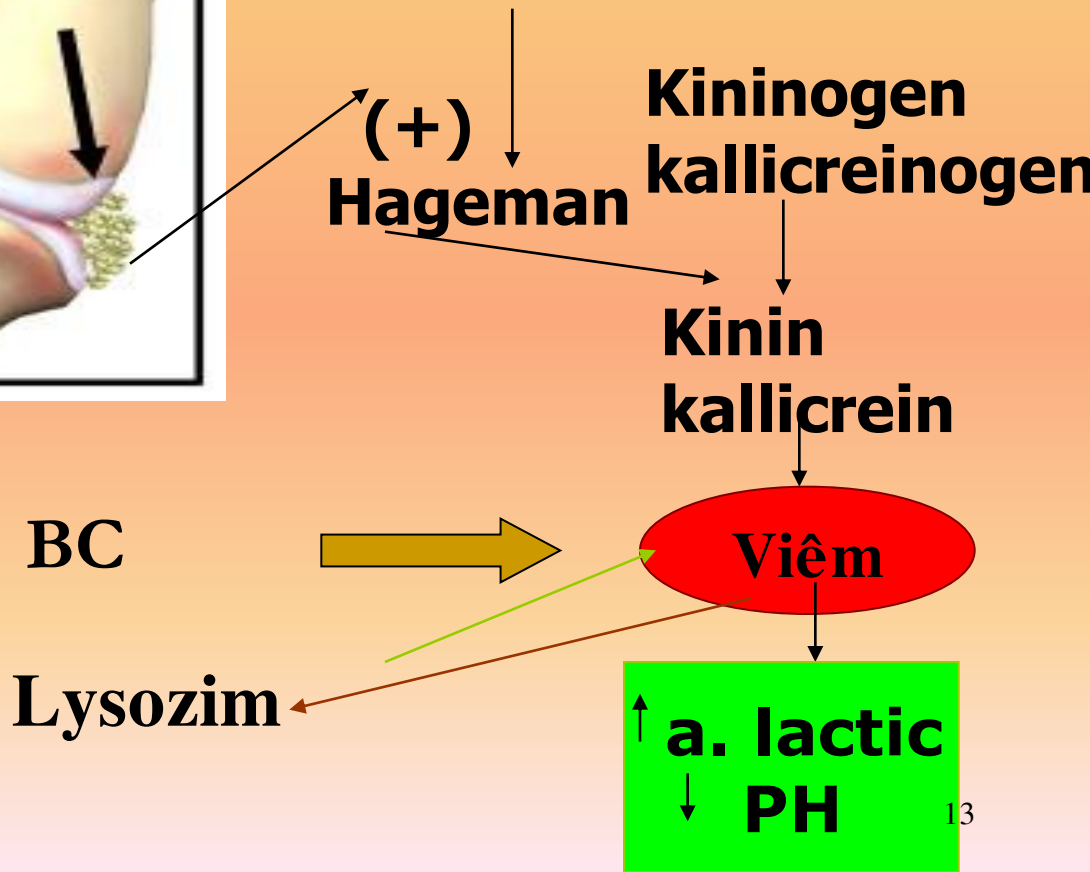 (+)
Hageman
Kininogen
kallicreinogen
Kinin
kallicrein
BC
Viêm
Lysozim
a. lactic
PH
13